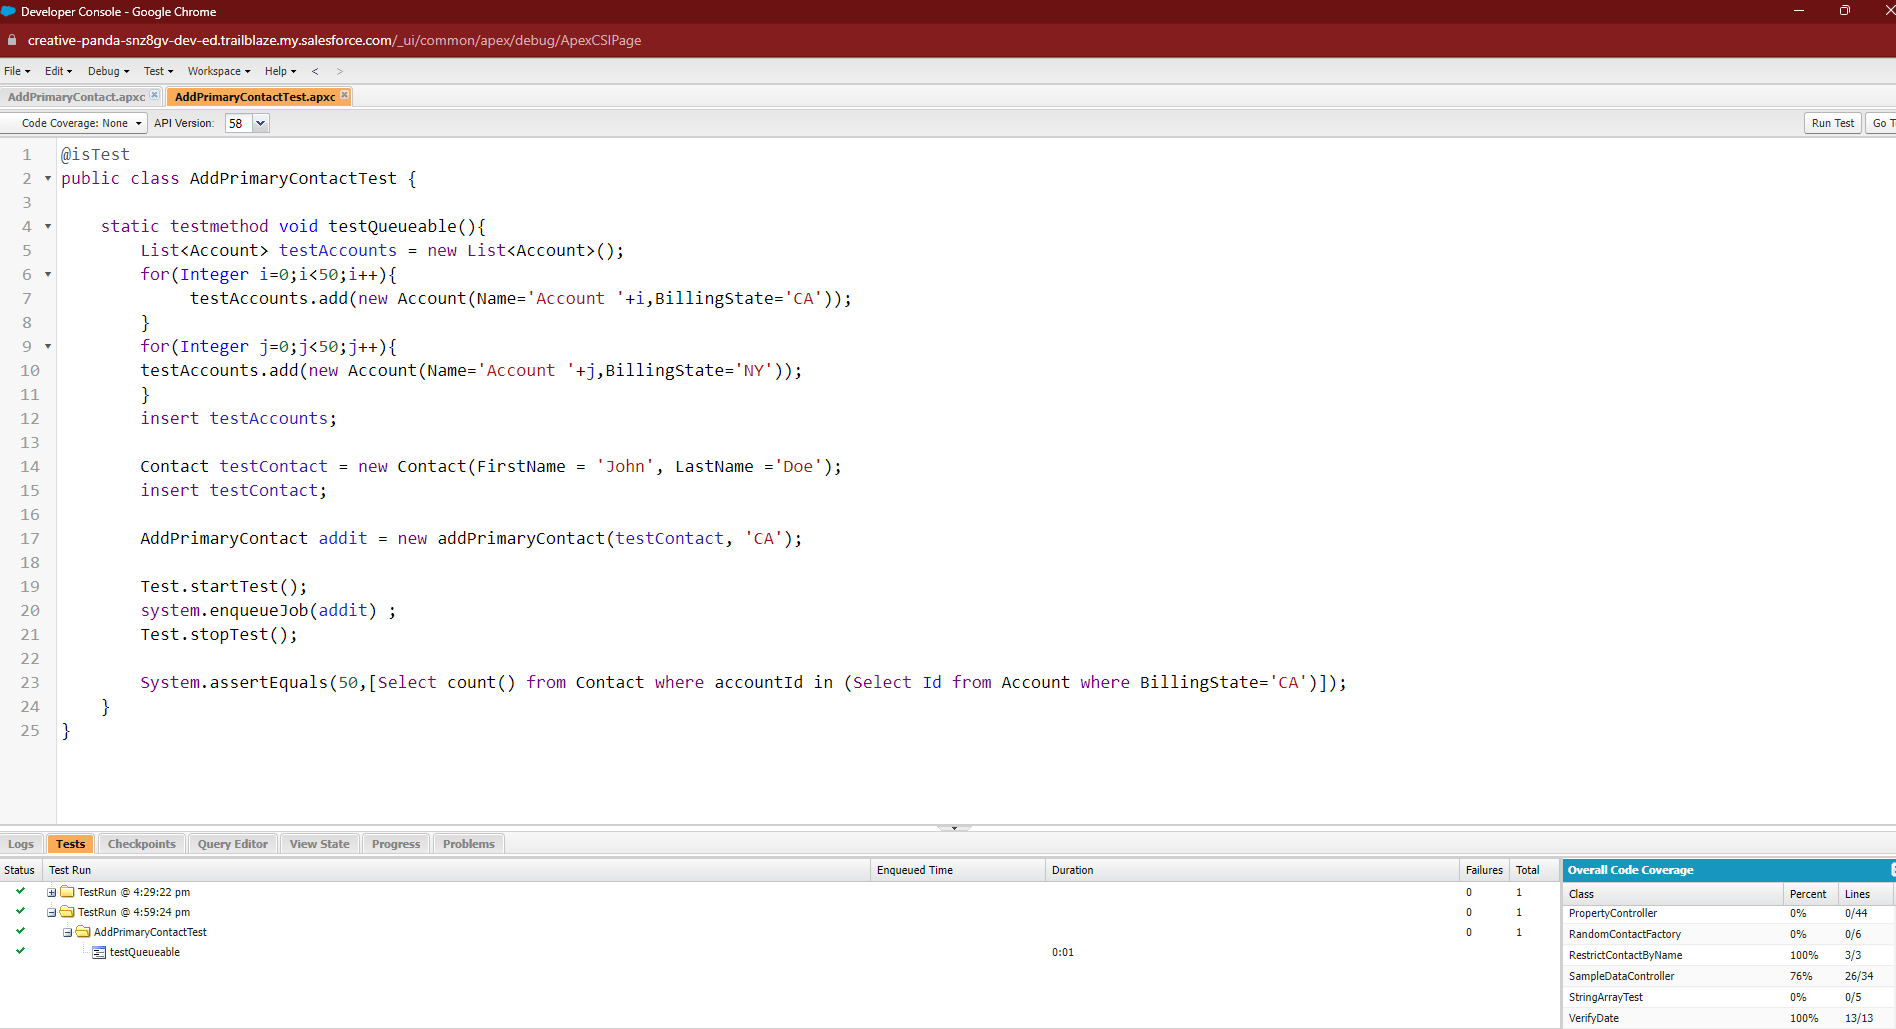 Developer Console - Google Chrome
creative-panda-snz8gv-dev-ed.trailblaze.my.salesforce.com/_ui/common/apex/debug/ApexCSIPage
File Edit Debug Test Workspace Help < >
AddPrimaryContact.apxc AddPrimaryContactTest.apxc
Code Coverage: None API Version: 58 Run Test Go T
1 @isTest
2 public class AddPrimaryContactTest {
3
4 static testmethod void testQueueable(){
5 List<Account> testAccounts = new List<Account>();
6 for(Integer i=0;i<50;i++){
7 testAccounts.add(new Account(Name='Account '+i,BillingState='CA'));
8 }
9 for(Integer j=0;j<50;j++){
10 testAccounts.add(new Account(Name='Account '+j,BillingState='NY'));
11 }
12 insert testAccounts;
13
14 Contact testContact = new Contact(FirstName = 'John', LastName ='Doe');
15 insert testContact;
16
17 AddPrimaryContact addit = new addPrimaryContact(testContact, 'CA');
18
19 Test.startTest();
20 system.enqueueJob(addit) ;
21 Test.stopTest();
22
23 System.assertEquals(50,[Select count() from Contact where accountId in (Select Id from Account where BillingState='CA')]);
24 }
25 }
Logs Tests Checkpoints Query Editor View State Progress Problems
Status Test Run Enqueued Time Duration Failures Total
TestRun @ 4:29:22 pm 0 1
TestRun @ 4:59:24 pm 0 1
AddPrimaryContactTest 0 1
testQueueable 0:01
Overall Code Coverage
Class Percent Lines
PropertyController 0% 0/44
RandomContactFactory 0% 0/6
RestrictContactByName 100% 3/3
SampleDataController 76% 26/34
StringArrayTest 0% 0/5
VerifyDate 100% 13/13